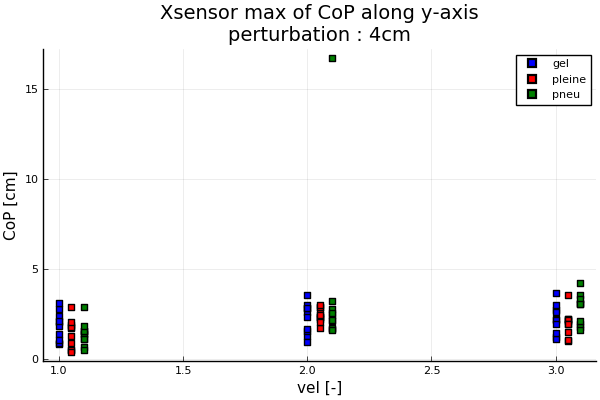 Xsensor max of CoP along y-axis
perturbation : 4cm
gel
pleine
pneu
CoP [cm]
15
10
5
0
1.0 1.5 2.0 2.5 3.0
vel [-]